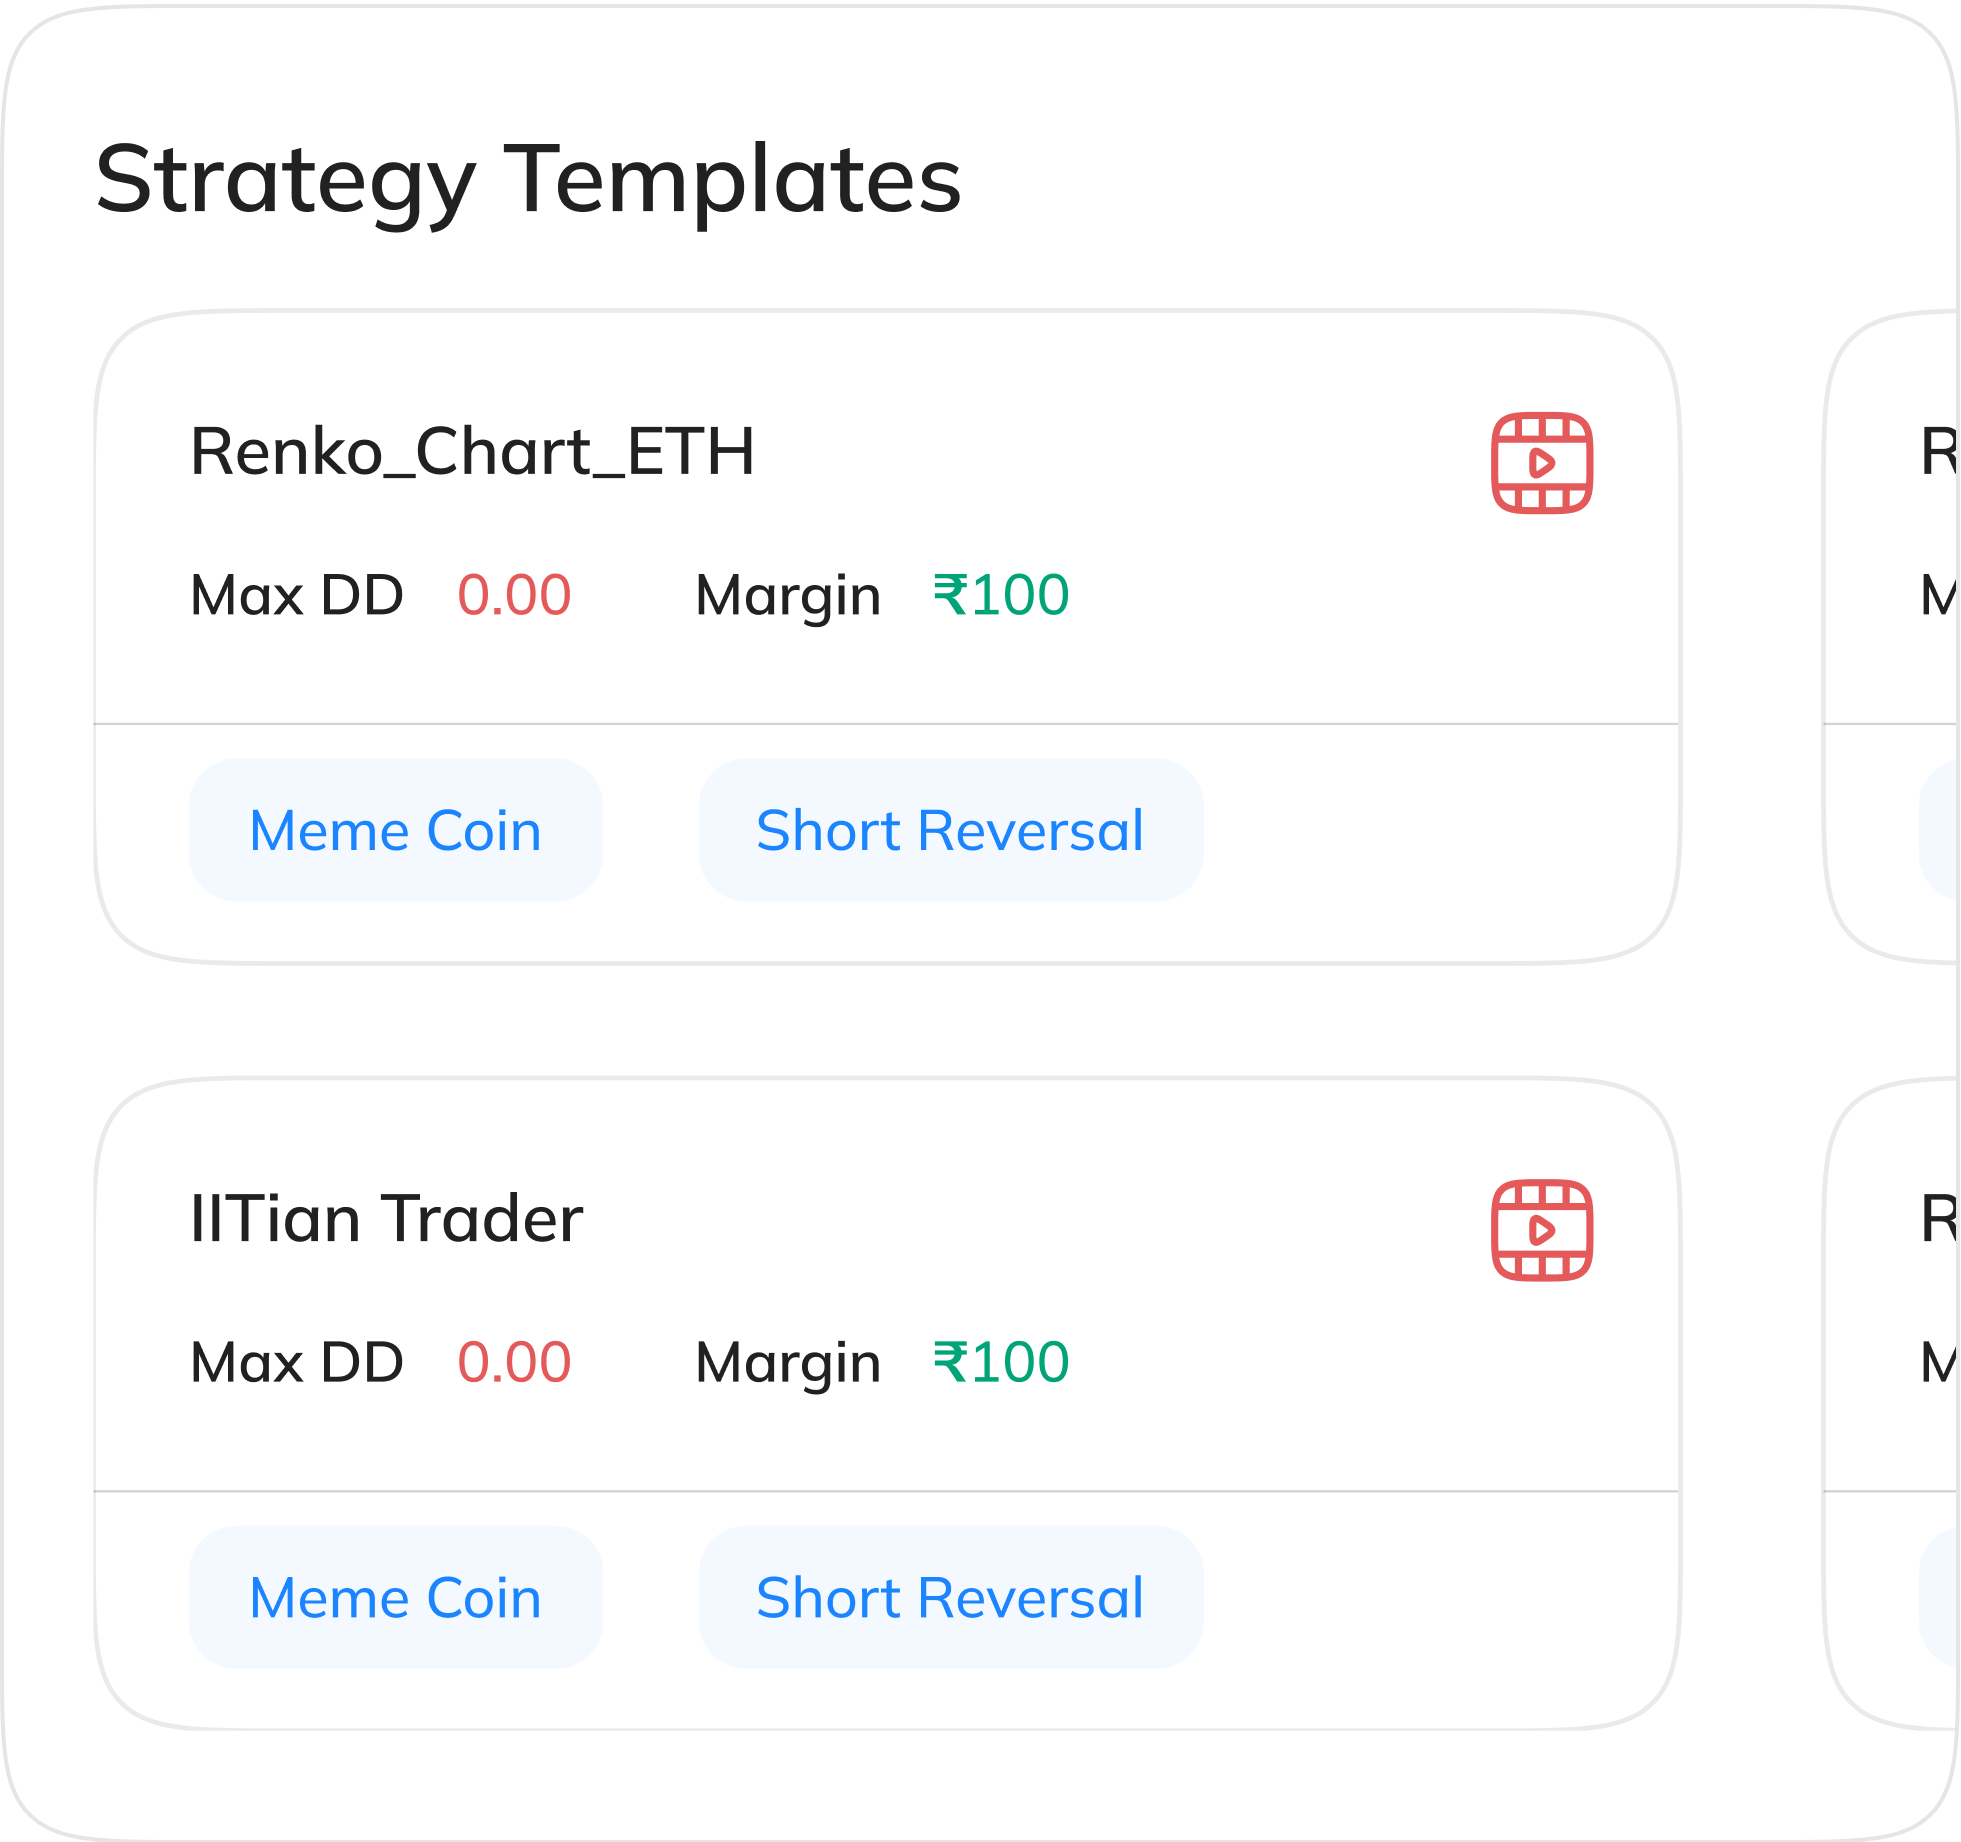 Strategy Templates
Renko_Chart_ETH
Max DD 0.00 Margin ₹100
Meme Coin Short Reversal
IITian Trader
Max DD 0.00 Margin ₹100
Meme Coin Short Reversal